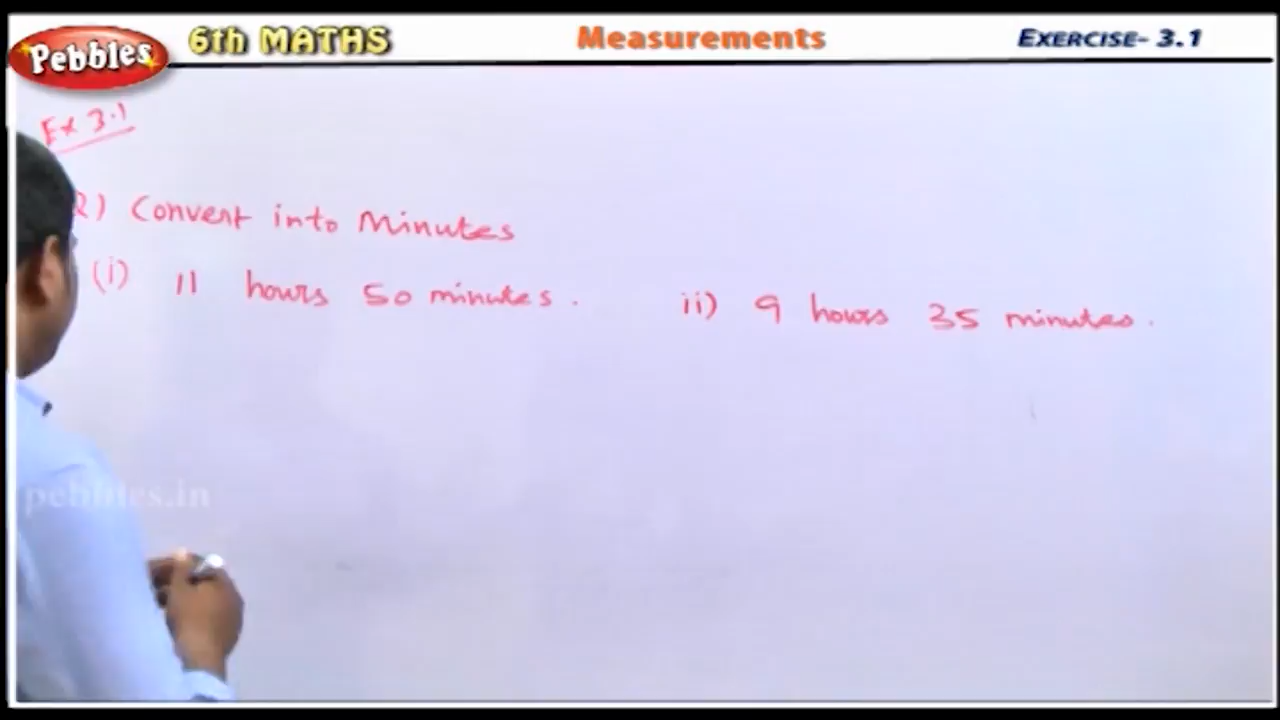 Pebbles 6th MATHS Measurements EXERCISE- 3.1
Ex 3.1
2) Convert into Minutes
(i) 11 hours 50 minutes. ii) 9 hours 35 minutes.
pebbles.in